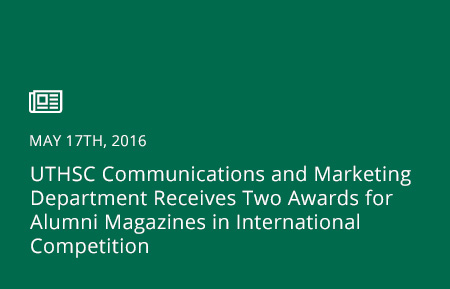 MAY 17TH, 2016
UTHSC Communications and Marketing
Department Receives Two Awards for
Alumni Magazines in International
Competition